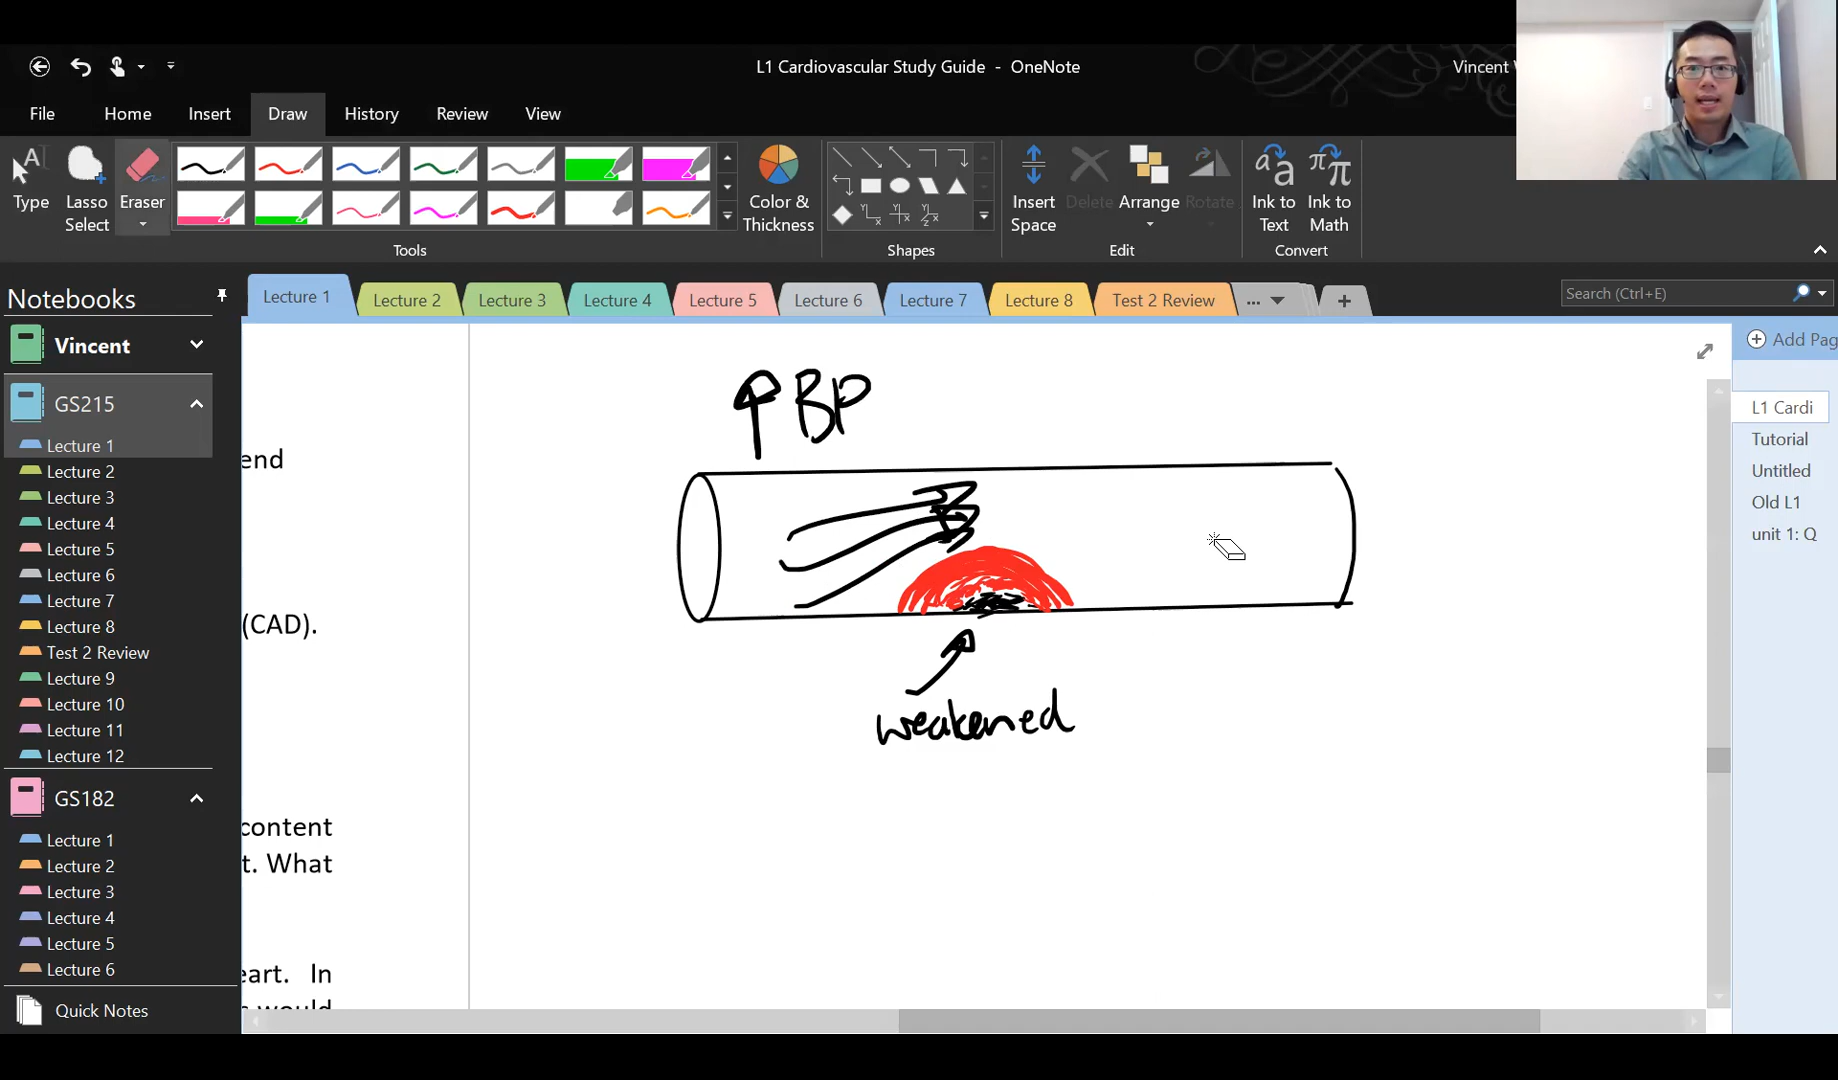 L1 Cardiovascular Study Guide - OneNote
Vincent
File Home Insert Draw History Review View
Type
Lasso Select
Eraser
Color & Thickness
Insert Space
Delete
Arrange
Rotate
Ink to Text
Ink to Math
Tools
Shapes
Edit
Convert
Notebooks
Lecture 1 Lecture 2 Lecture 3 Lecture 4 Lecture 5 Lecture 6 Lecture 7 Lecture 8 Test 2 Review ... +
Search (Ctrl+E)
Vincent
GS215
Lecture 1
Lecture 2
Lecture 3
Lecture 4
Lecture 5
Lecture 6
Lecture 7
Lecture 8
Test 2 Review
Lecture 9
Lecture 10
Lecture 11
Lecture 12
GS182
Lecture 1
Lecture 2
Lecture 3
Lecture 4
Lecture 5
Lecture 6
Quick Notes
end
(CAD).
content
t. What
eart. In
would
↑ BP
weakened
Add Pag
L1 Cardi
Tutorial
Untitled
Old L1
unit 1: Q